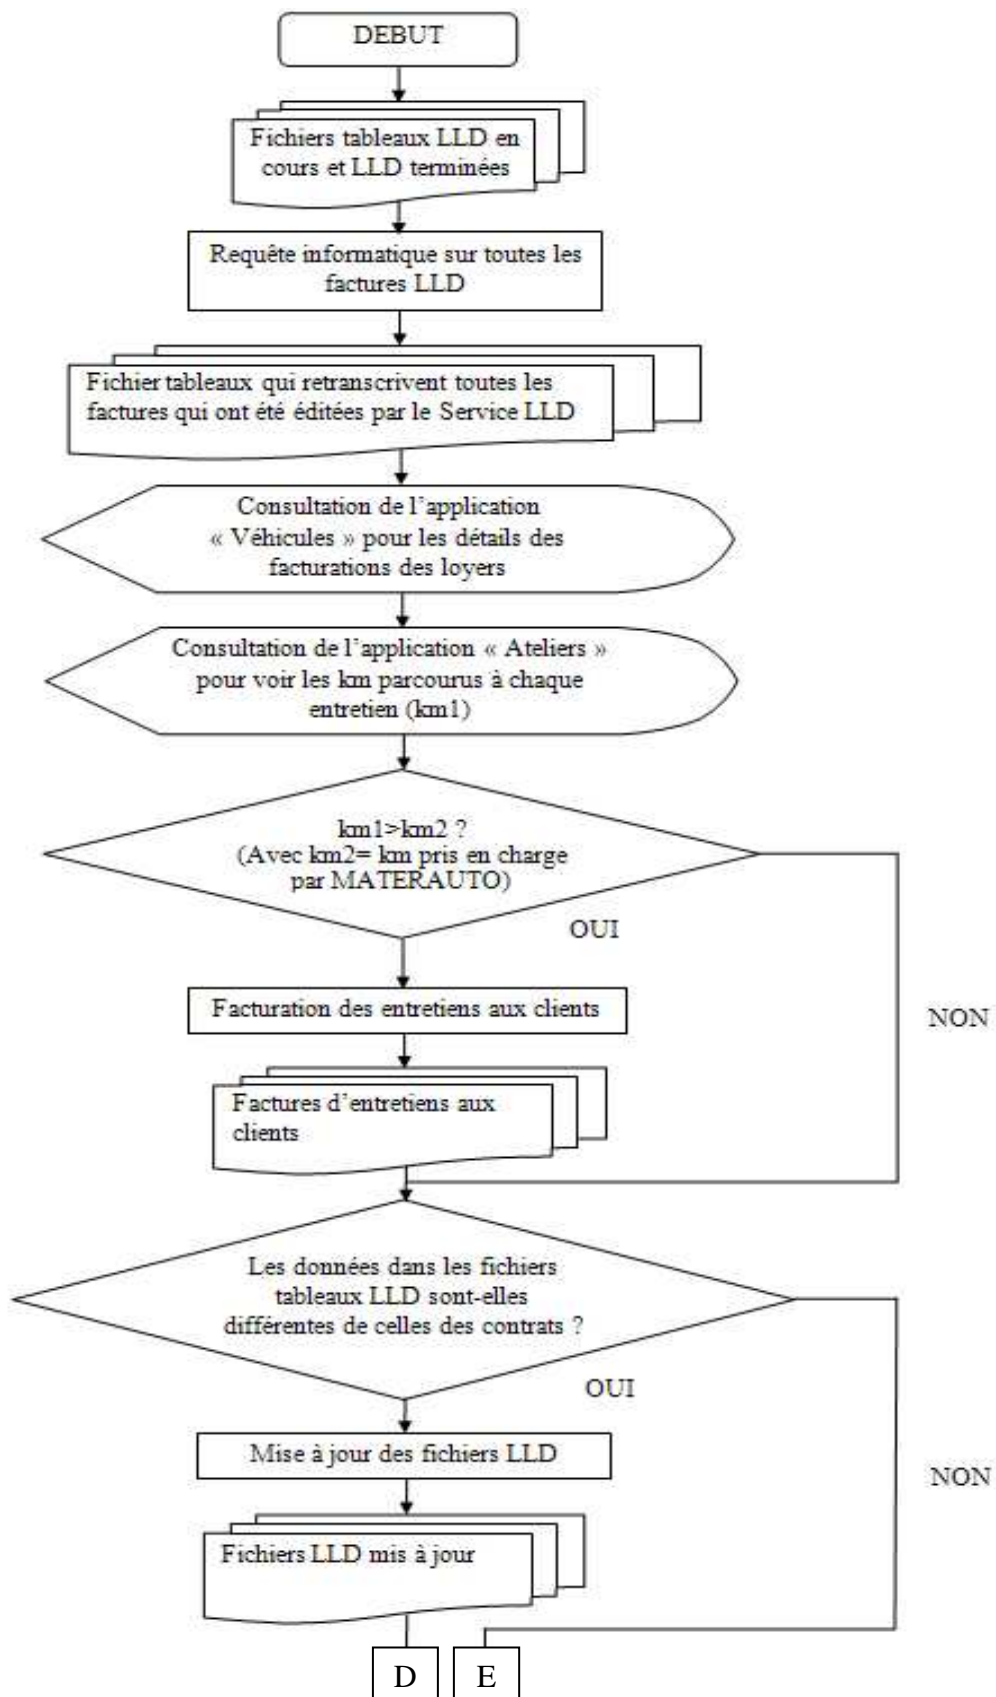 DEBUT
Fichiers tableaux LLD en
cours et LLD terminées
Requête informatique sur toutes les
factures LLD
Fichier tableaux qui retranscrivent toutes les
factures qui ont été éditées par le Service LLD
Consultation de l'application
« Véhicules » pour les détails des
facturations des loyers
Consultation de l'application « Ateliers »
pour voir les km parcourus à chaque
entretien (km1)
km1>km2 ?
(Avec km2= km pris en charge
par MATERAUTO)
OUI
Facturation des entretiens aux clients
NON
Factures d'entretiens aux
clients
Les données dans les fichiers
tableaux LLD sont-elles
différentes de celles des contrats ?
OUI
Mise à jour des fichiers LLD
NON
Fichiers LLD mis à jour
D E